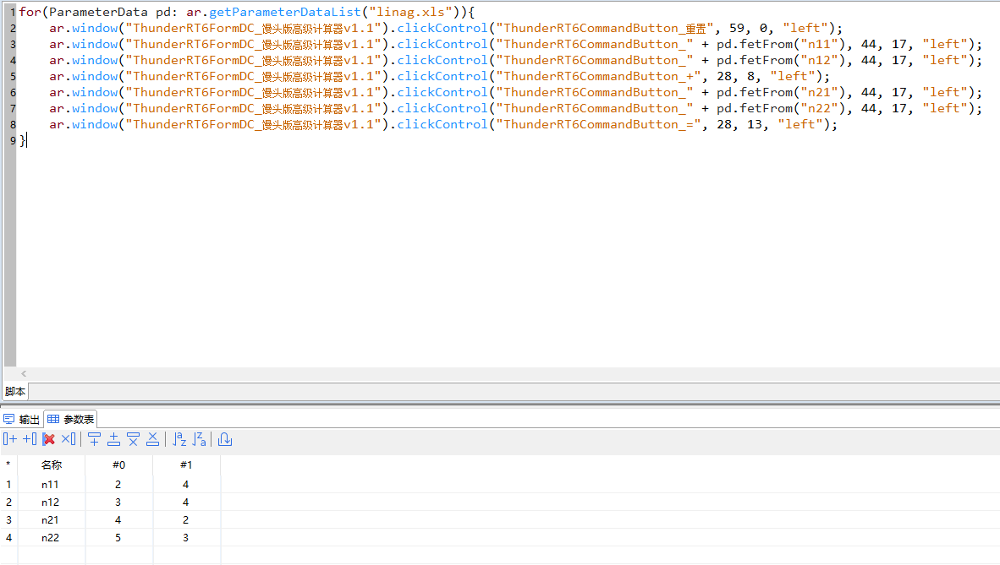 1 for(ParameterData pd: ar.getParameterDataList("linag.xls")){
2 ar.window("ThunderRT6FormDC_馒头版高级计算器v1.1").clickControl("ThunderRT6CommandButton_重置", 59, 0, "left");
3 ar.window("ThunderRT6FormDC_馒头版高级计算器v1.1").clickControl("ThunderRT6CommandButton_" + pd.fetFrom("n11"), 44, 17, "left");
4 ar.window("ThunderRT6FormDC_馒头版高级计算器v1.1").clickControl("ThunderRT6CommandButton_" + pd.fetFrom("n12"), 44, 17, "left");
5 ar.window("ThunderRT6FormDC_馒头版高级计算器v1.1").clickControl("ThunderRT6CommandButton_+", 28, 8, "left");
6 ar.window("ThunderRT6FormDC_馒头版高级计算器v1.1").clickControl("ThunderRT6CommandButton_" + pd.fetFrom("n21"), 44, 17, "left");
7 ar.window("ThunderRT6FormDC_馒头版高级计算器v1.1").clickControl("ThunderRT6CommandButton_" + pd.fetFrom("n22"), 44, 17, "left");
8 ar.window("ThunderRT6FormDC_馒头版高级计算器v1.1").clickControl("ThunderRT6CommandButton_=", 28, 13, "left");
9 }
脚本
输出 参数表
* 名称 #0 #1
1 n11 2 4
2 n12 3 4
3 n21 4 2
4 n22 5 3